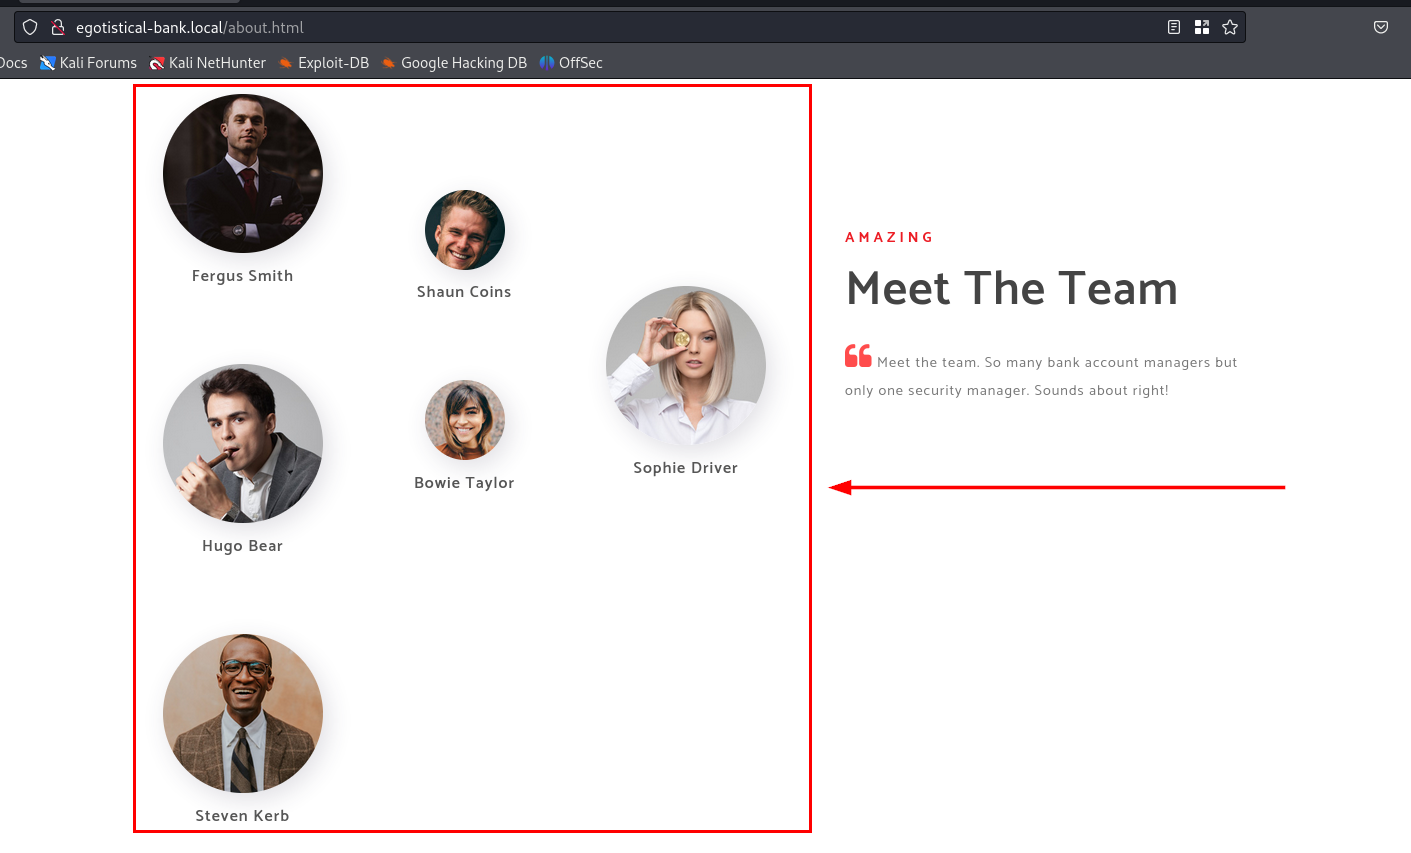 egotistical-bank.local/about.html
Docs Kali Forums Kali NetHunter Exploit-DB Google Hacking DB OffSec
Fergus Smith
Shaun Coins
Sophie Driver
Hugo Bear
Bowie Taylor
Steven Kerb
AMAZING
Meet The Team
Meet the team. So many bank account managers but
only one security manager. Sounds about right!